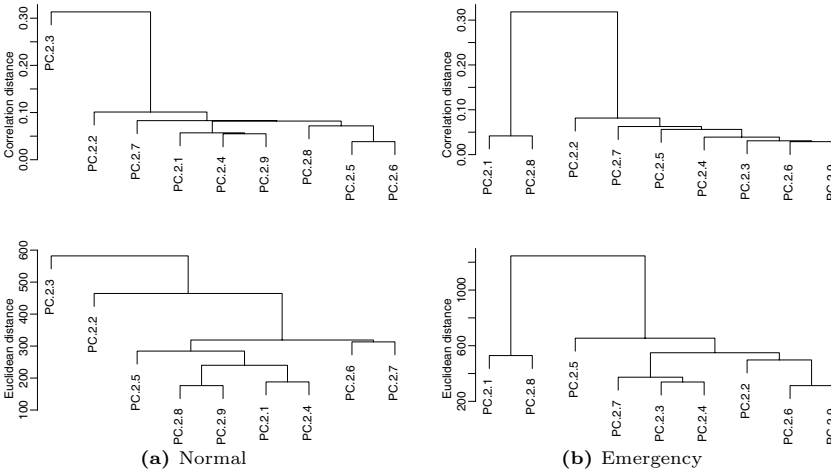 Correlation distance
0.00 0.10 0.20 0.30
PC.2.3
PC.2.2
PC.2.7
PC.2.1
PC.2.4
PC.2.9
PC.2.8
PC.2.5
PC.2.6
Correlation distance
0.00 0.10 0.20 0.30
PC.2.1
PC.2.8
PC.2.2
PC.2.7
PC.2.5
PC.2.4
PC.2.3
PC.2.6
PC.2.9
Euclidean distance
100 200 300 400 500 600
PC.2.3
PC.2.2
PC.2.5
PC.2.8
PC.2.9
PC.2.1
PC.2.4
PC.2.6
PC.2.7
Euclidean distance
200 600 1000
PC.2.1
PC.2.8
PC.2.5
PC.2.7
PC.2.3
PC.2.4
PC.2.2
PC.2.6
PC.2.9
(a) Normal
(b) Emergency